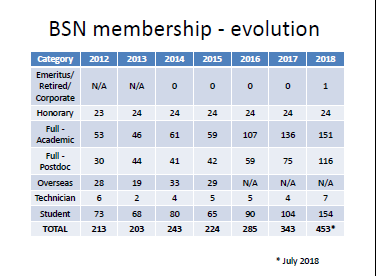 BSN membership - evolution
Category 2012 2013 2014 2015 2016 2017 2018
Emeritus/
Retired/
Corporate N/A N/A 0 0 0 0 1
Honorary 23 24 24 24 24 24 24
Full -
Academic 53 46 61 59 107 136 151
Full -
Postdoc 30 44 41 42 59 75 116
Overseas 28 19 33 29 N/A N/A N/A
Technician 6 2 4 5 5 4 7
Student 73 68 80 65 90 104 154
TOTAL 213 203 243 224 285 343 453*
* July 2018